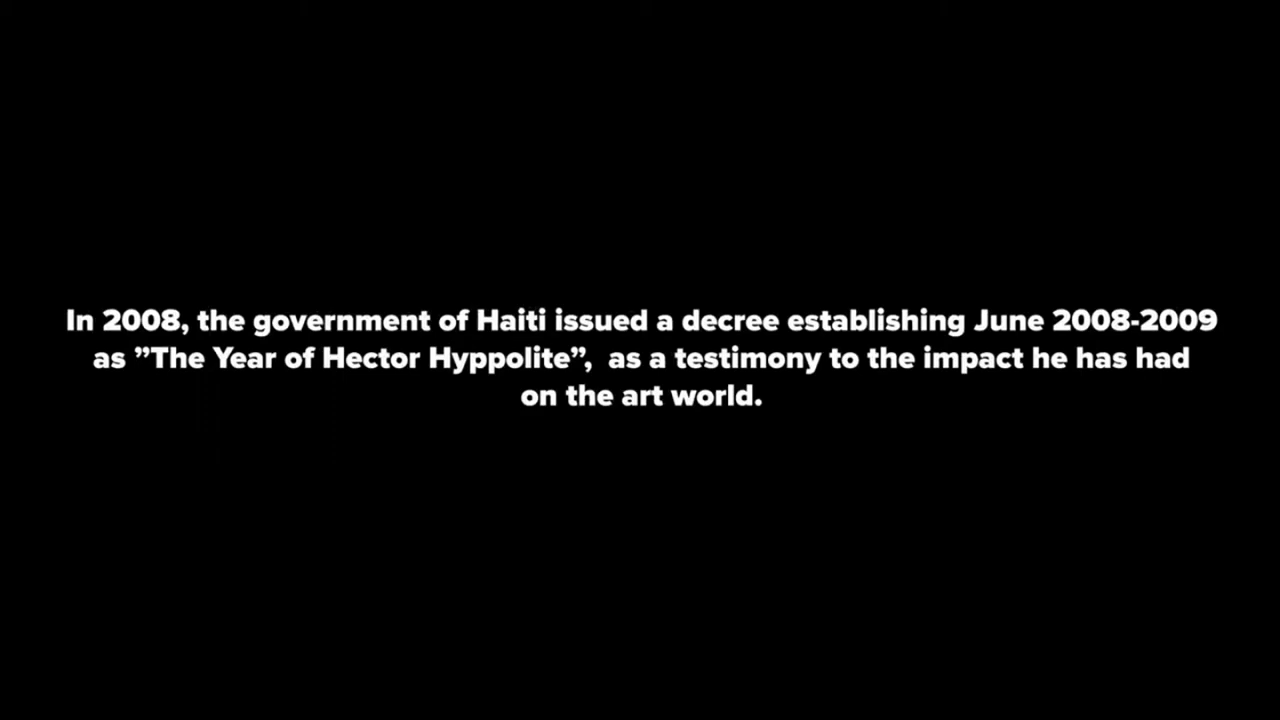 In 2008, the government of Haiti issued a decree establishing June 2008-2009
as ”The Year of Hector Hyppolite”,  as a testimony to the impact he has had
on the art world.